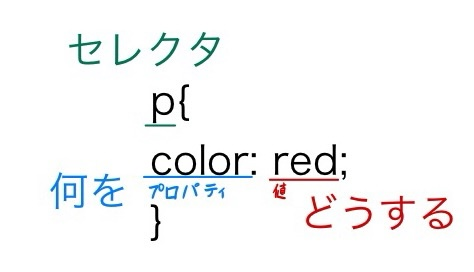 セレクタ
p{
color: red;
プロパティ 値
何を どうする
}